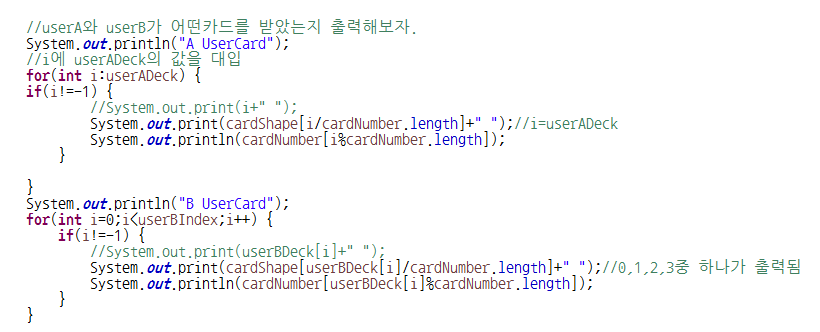 //userA와 userB가 어떤카드를 받았는지 출력해보자.
System.out.println("A UserCard");
//i에 userADeck의 값을 대입
for(int i:userADeck) {
if(i!=-1) {
//System.out.print(i+" ");
System.out.print(cardShape[i/cardNumber.length]+" ");//i=userADeck
System.out.println(cardNumber[i%cardNumber.length]);
}
}
System.out.println("B UserCard");
for(int i=0;i<userBIndex;i++) {
if(i!=-1) {
//System.out.print(userBDeck[i]+" ");
System.out.print(cardShape[userBDeck[i]/cardNumber.length]+" ");//0,1,2,3중 하나가 출력됨
System.out.println(cardNumber[userBDeck[i]%cardNumber.length]);
}
}